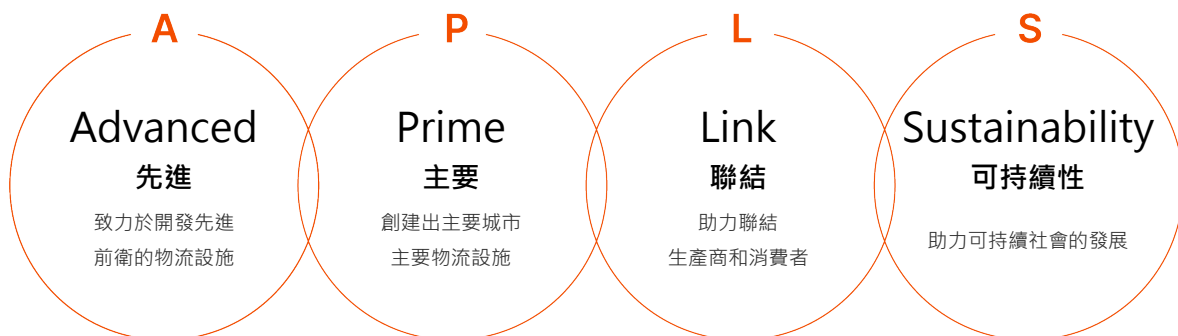 A
Advanced
先進
致力於開發先進
前衛的物流設施
P
Prime
主要
創建出主要城市
主要物流設施
L
Link
聯結
助力聯結
生產商和消費者
S
Sustainability
可持續性
助力可持續社會的發展